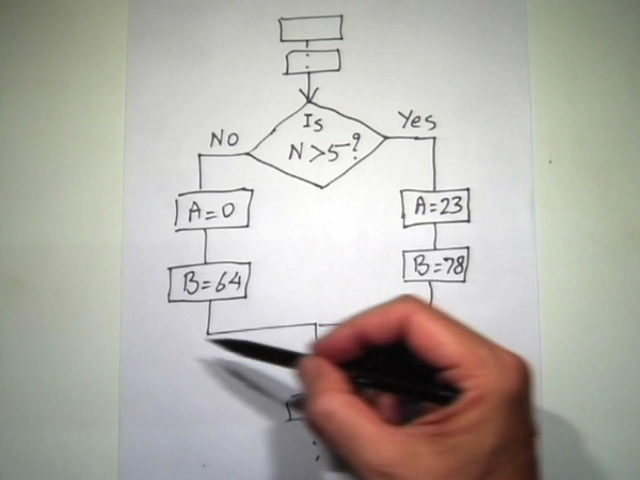 Is
N>5?
NO
Yes
A=0
A=23
B=64
B=78